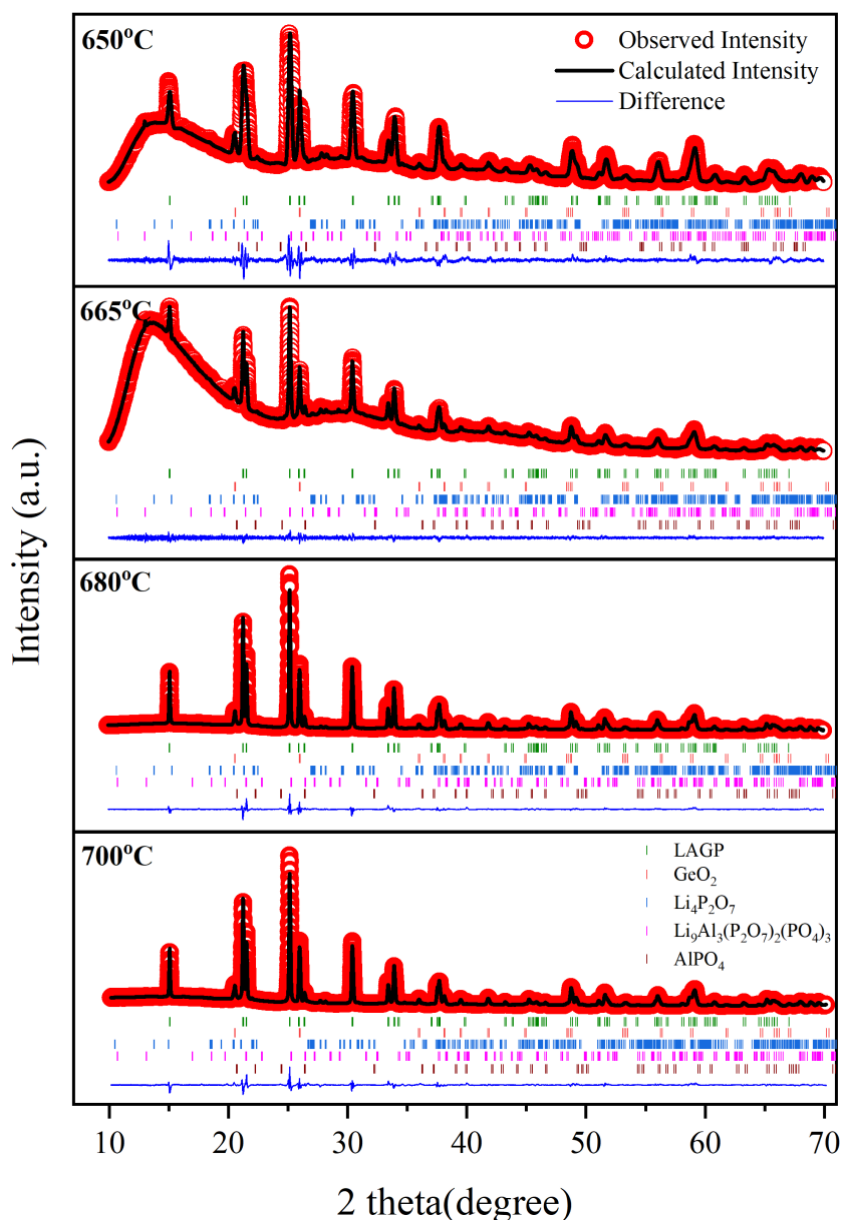 650°C
Observed Intensity
Calculated Intensity
Difference
665°C
680°C
700°C
LAGP
GeO₂
Li₄P₂O₇
Li₉Al₃(P₂O₇)₂(PO₄)₃
AlPO₄
Intensity (a.u.)
10 20 30 40 50 60 70
2 theta(degree)